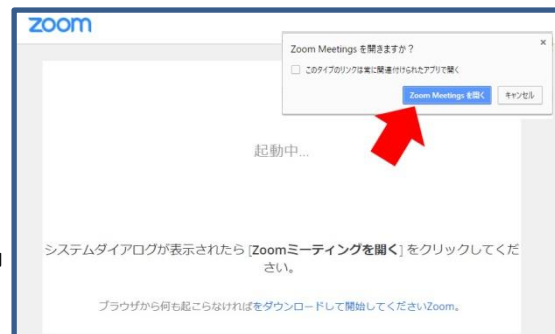 zoom
Zoom Meetings を開きますか？
×
このタイプのリンクは常に関連付けられたアプリで開く
Zoom Meetings を開く
キャンセル
起動中...
システムダイアログが表示されたら [Zoomミーティングを開く] をクリックしてくだ
さい。
ブラウザから何も起こらなければをダウンロードして開始してくださいZoom。